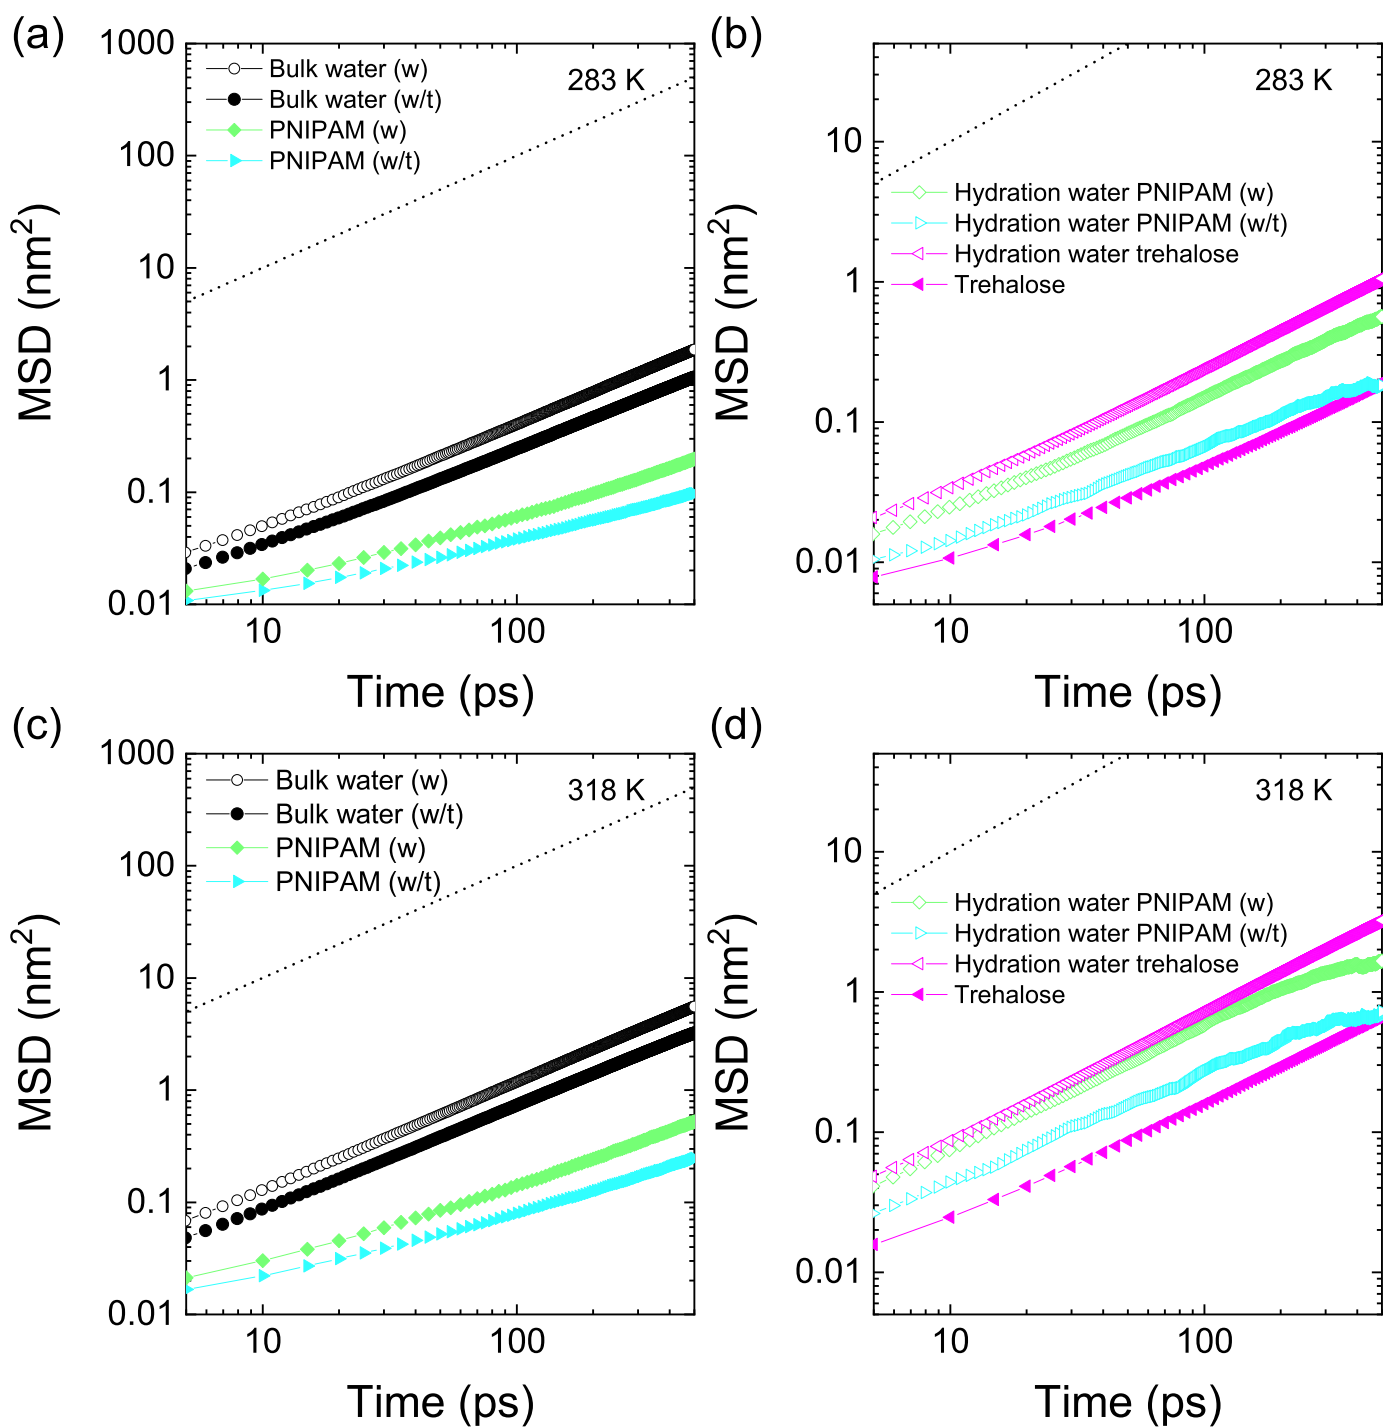 (a)
1000
100
10
1
0.1
0.01
MSD (nm²)
Bulk water (w)
Bulk water (w/t)
PNIPAM (w)
PNIPAM (w/t)
283 K
10
100
Time (ps)
(b)
10
1
0.1
0.01
MSD (nm²)
283 K
Hydration water PNIPAM (w)
Hydration water PNIPAM (w/t)
Hydration water trehalose
Trehalose
10
100
Time (ps)
(c)
1000
100
10
1
0.1
0.01
MSD (nm²)
Bulk water (w)
Bulk water (w/t)
PNIPAM (w)
PNIPAM (w/t)
318 K
10
100
Time (ps)
(d)
10
1
0.1
0.01
MSD (nm²)
318 K
Hydration water PNIPAM (w)
Hydration water PNIPAM (w/t)
Hydration water trehalose
Trehalose
10
100
Time (ps)